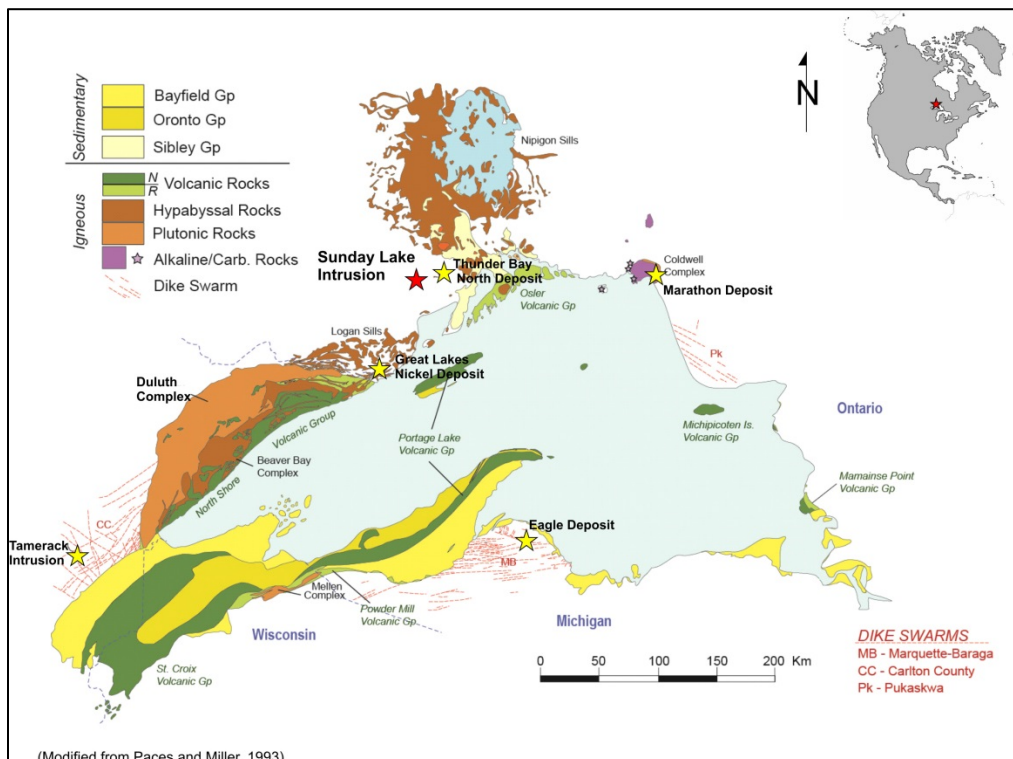 Sedimentary
Bayfield Gp
Oronto Gp
Sibley Gp
Igneous
N
R
Volcanic Rocks
Hypabyssal Rocks
Plutonic Rocks
Alkaline/Carb. Rocks
Dike Swarm
N
Nipigon Sills
Sunday Lake
Intrusion
Thunder Bay
North Deposit
Osler
Volcanic Gp
Coldwell
Complex
Marathon Deposit
Logan Sills
Great Lakes
Nickel Deposit
Pk
Duluth
Complex
Ontario
Volcanic Group
North Shore
Beaver Bay
Complex
Portage Lake
Volcanic Gp
Michipicoten Is.
Volcanic Gp
Mamainse Point
Volcanic Gp
CC
Tamerack
Intrusion
Eagle Deposit
MB
Mellen
Complex
Powder Mill
Volcanic Gp
Wisconsin
Michigan
St. Croix
Volcanic Gp
0 50 100 150 200 Km
DIKE SWARMS
MB - Marquette-Baraga
CC - Carlton County
Pk - Pukaskwa
(Modified from Paces and Miller, 1993)